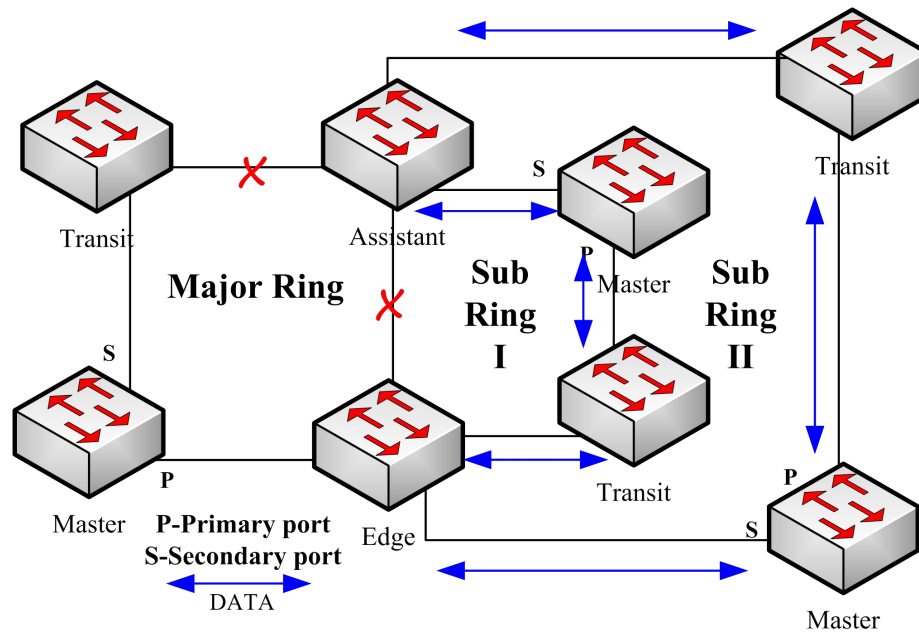 Transit
S
Transit
Assistant
P
Master
Major Ring
Sub
Ring
I
Sub
Ring
II
S
P
P
Transit
S
Master
Edge
P-Primary port
S-Secondary port
DATA
Master